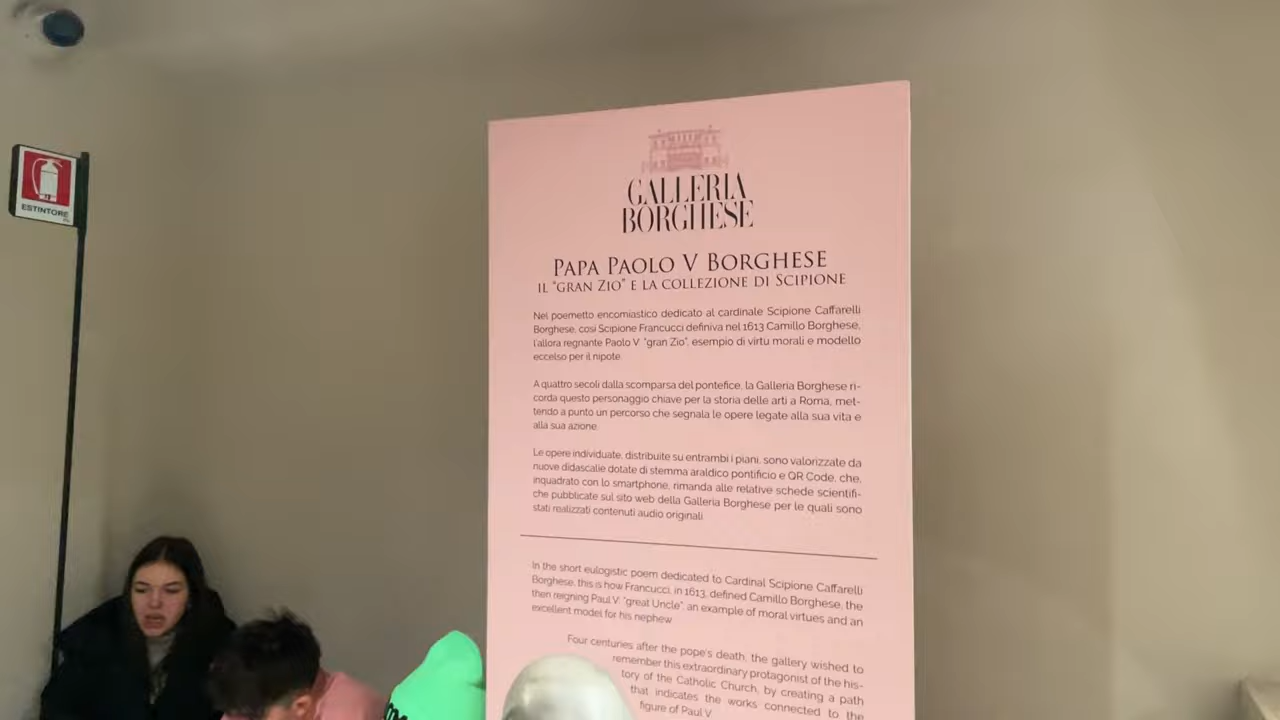 ESTINTORE
GALLERIA
BORGHESE
PAPA PAOLO V BORGHESE
IL "GRAN ZIO" E LA COLLEZIONE DI SCIPIONE
Nel poemetto encomiastico dedicato al cardinale Scipione Caffarelli
Borghese, così Scipione Francucci definiva nel 1613 Camillo Borghese,
l'allora regnante Paolo V: "gran Zio", esempio di virtù morali e modello
eccelso per il nipote.
A quattro secoli dalla scomparsa del pontefice, la Galleria Borghese ri-
corda questo personaggio chiave per la storia delle arti a Roma, met-
tendo a punto un percorso che segnala le opere legate alla sua vita e
alla sua azione.
Le opere individuate, distribuite su entrambi i piani, sono valorizzate da
nuove didascalie dotate di stemma araldico pontificio e QR Code, che,
inquadrato con lo smartphone, rimanda alle relative schede scientifi-
che pubblicate sul sito web della Galleria Borghese per le quali sono
stati realizzati contenuti audio originali.
In the short eulogistic poem dedicated to Cardinal Scipione Caffarelli
Borghese, this is how Francucci, in 1613, defined Camillo Borghese, the
then reigning Paul V: "great Uncle", an example of moral virtues and an
excellent model for his nephew.
Four centuries after the pope's death, the gallery wished to
remember this extraordinary protagonist of the his-
tory of the Catholic Church, by creating a path
that indicates the works connected to the
figure of Paul V.